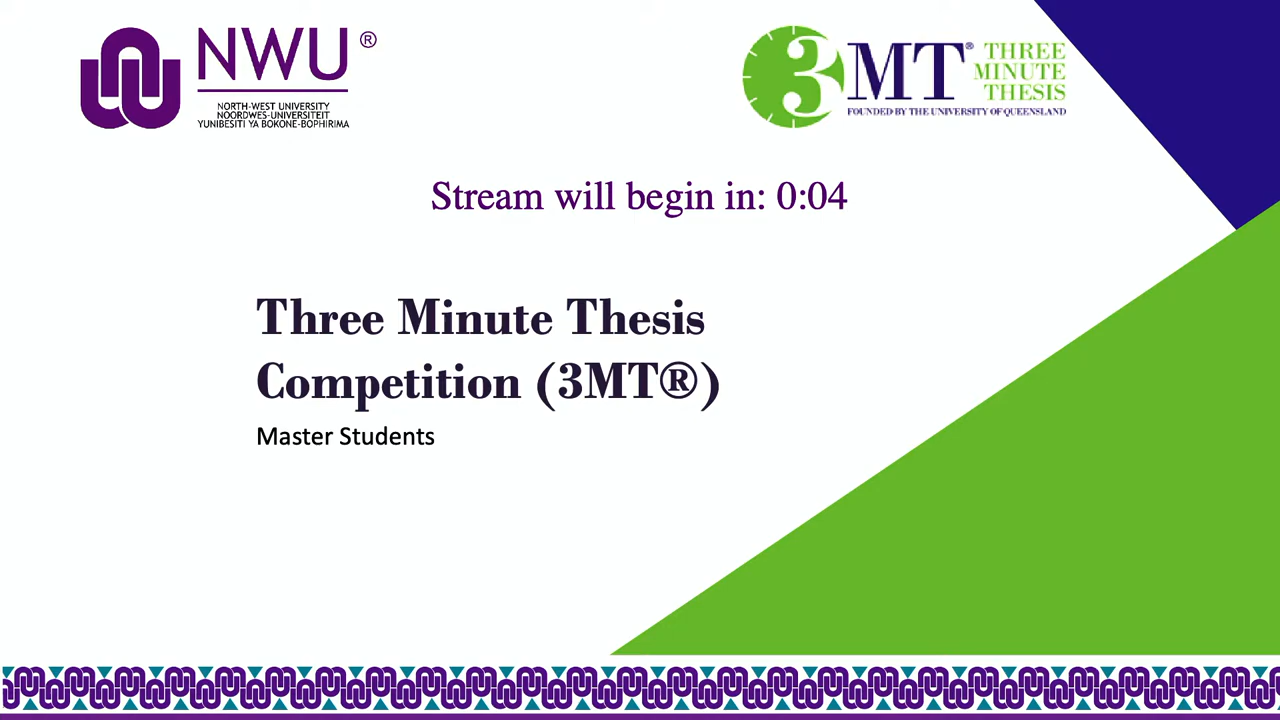 NWU®
NORTH-WEST UNIVERSITY
NOORDWES-UNIVERSITEIT
YUNIBESITI YA BOKONE-BOPHIRIMA
3MT® THREE
MINUTE
THESIS
FOUNDED BY THE UNIVERSITY OF QUEENSLAND
Stream will begin in: 0:04
Three Minute Thesis
Competition (3MT®)
Master Students